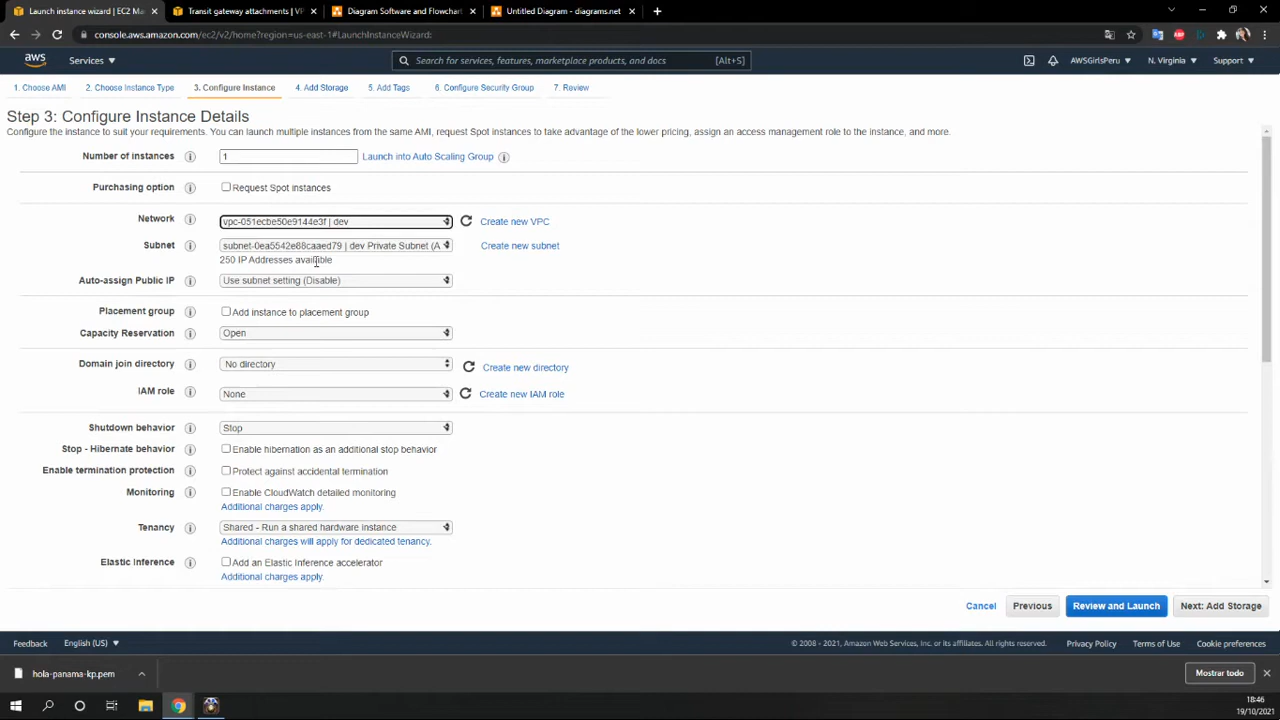 Launch instance wizard | EC2 Ma
Transit gateway attachments | VP
Diagram Software and Flowchart
Untitled Diagram - diagrams.net
console.aws.amazon.com/ec2/v2/home?region=us-east-1#LaunchInstanceWizard:
ABP
aws
Services
Search for services, features, marketplace products, and docs
[Alt+S]
AWSGirlsPeru
N. Virginia
Support
1. Choose AMI
2. Choose Instance Type
3. Configure Instance
4. Add Storage
5. Add Tags
6. Configure Security Group
7. Review
Step 3: Configure Instance Details
Configure the instance to suit your requirements. You can launch multiple instances from the same AMI, request Spot instances to take advantage of the lower pricing, assign an access management role to the instance, and more.
Number of instances
1
Launch into Auto Scaling Group
Purchasing option
Request Spot instances
Network
vpc-051ecbe50e9144e3f | dev
Create new VPC
Subnet
subnet-0ea5542e88caaed79 | dev Private Subnet (A
Create new subnet
250 IP Addresses available
Auto-assign Public IP
Use subnet setting (Disable)
Placement group
Add instance to placement group
Capacity Reservation
Open
Domain join directory
No directory
Create new directory
IAM role
None
Create new IAM role
Shutdown behavior
Stop
Stop - Hibernate behavior
Enable hibernation as an additional stop behavior
Enable termination protection
Protect against accidental termination
Monitoring
Enable CloudWatch detailed monitoring
Additional charges apply.
Tenancy
Shared - Run a shared hardware instance
Additional charges will apply for dedicated tenancy.
Elastic Inference
Add an Elastic Inference accelerator
Additional charges apply.
Cancel
Previous
Review and Launch
Next: Add Storage
Feedback
English (US)
© 2008 - 2021, Amazon Web Services, Inc. or its affiliates. All rights reserved.
Privacy Policy
Terms of Use
Cookie preferences
hola-panama-kp.pem
Mostrar todo
18:46
19/10/2021